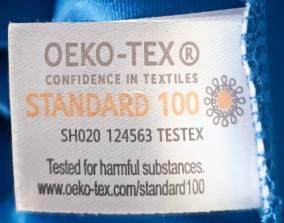 OEKO-TEX®
CONFIDENCE IN TEXTILES
STANDARD 100
SH020 124563 TESTEX
Tested for harmful substances.
www.oeko-tex.com/standard100